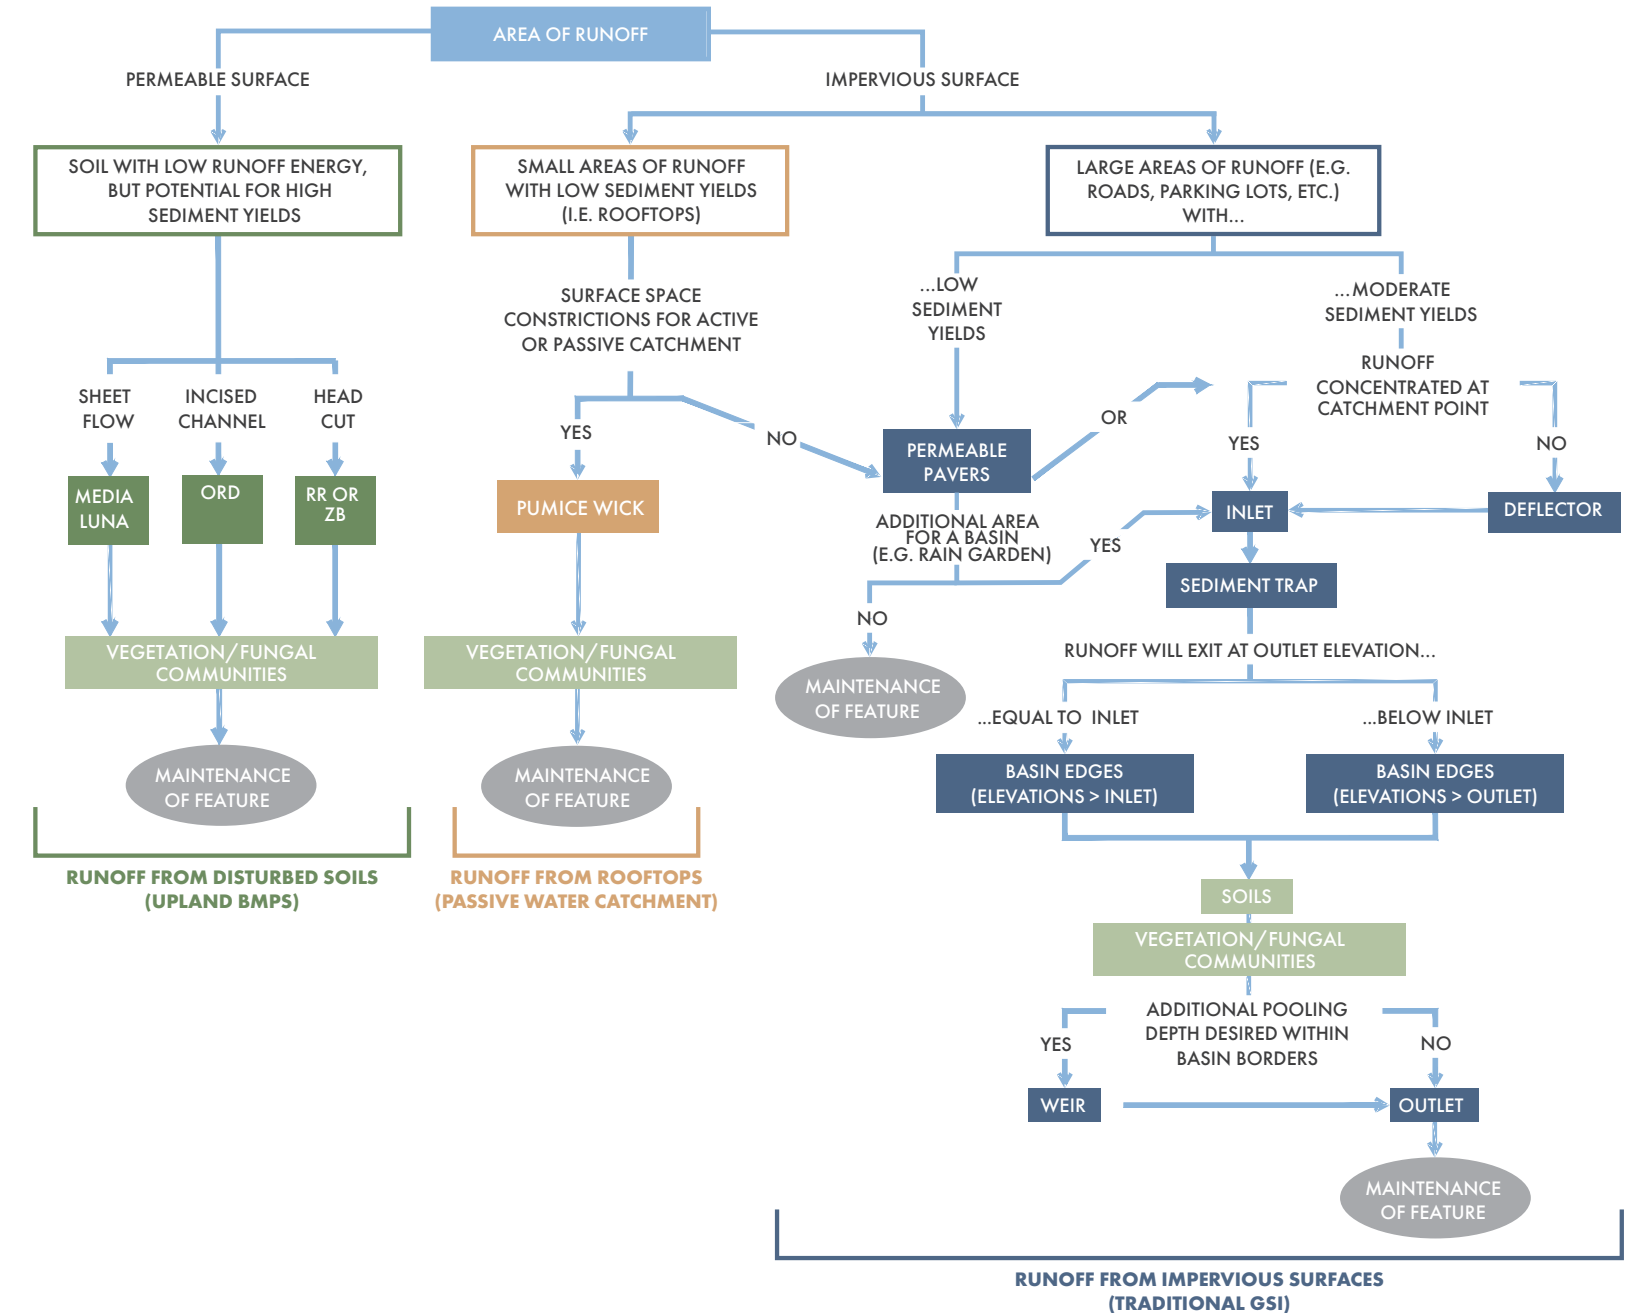 AREA OF RUNOFF
PERMEABLE SURFACE
IMPERVIOUS SURFACE
SOIL WITH LOW RUNOFF ENERGY,
BUT POTENTIAL FOR HIGH
SEDIMENT YIELDS
SMALL AREAS OF RUNOFF
WITH LOW SEDIMENT YIELDS
(I.E. ROOFTOPS)
LARGE AREAS OF RUNOFF (E.G.
ROADS, PARKING LOTS, ETC.)
WITH...
SURFACE SPACE
CONSTRICTIONS FOR ACTIVE
OR PASSIVE CATCHMENT
...LOW
SEDIMENT
YIELDS
...MODERATE
SEDIMENT YIELDS
RUNOFF
CONCENTRATED AT
CATCHMENT POINT
SHEET
FLOW
INCISED
CHANNEL
HEAD
CUT
YES
NO
OR
YES
NO
MEDIA
LUNA
ORD
RR OR
ZB
PUMICE WICK
PERMEABLE
PAVERS
INLET
DEFLECTOR
ADDITIONAL AREA
FOR A BASIN
(E.G. RAIN GARDEN)
YES
NO
SEDIMENT TRAP
RUNOFF WILL EXIT AT OUTLET ELEVATION...
VEGETATION/FUNGAL
COMMUNITIES
VEGETATION/FUNGAL
COMMUNITIES
MAINTENANCE
OF FEATURE
...EQUAL TO INLET
...BELOW INLET
MAINTENANCE
OF FEATURE
MAINTENANCE
OF FEATURE
BASIN EDGES
(ELEVATIONS > INLET)
BASIN EDGES
(ELEVATIONS > OUTLET)
RUNOFF FROM DISTURBED SOILS
(UPLAND BMPS)
RUNOFF FROM ROOFTOPS
(PASSIVE WATER CATCHMENT)
SOILS
VEGETATION/FUNGAL
COMMUNITIES
ADDITIONAL POOLING
DEPTH DESIRED WITHIN
BASIN BORDERS
YES
NO
WEIR
OUTLET
MAINTENANCE
OF FEATURE
RUNOFF FROM IMPERVIOUS SURFACES
(TRADITIONAL GSI)